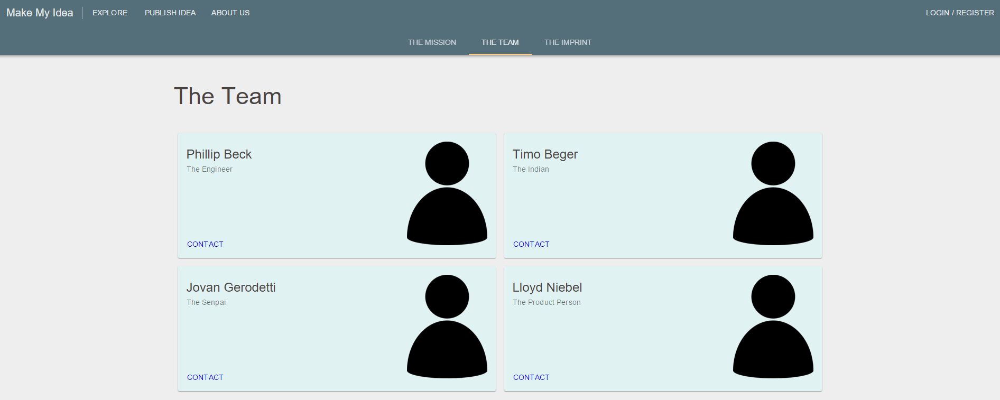 Make My Idea EXPLORE PUBLISH IDEA ABOUT US LOGIN / REGISTER
THE MISSION THE TEAM THE IMPRINT
The Team
Phillip Beck
The Engineer
CONTACT
Timo Beger
The Indian
CONTACT
Jovan Gerodetti
The Senpai
CONTACT
Lloyd Niebel
The Product Person
CONTACT